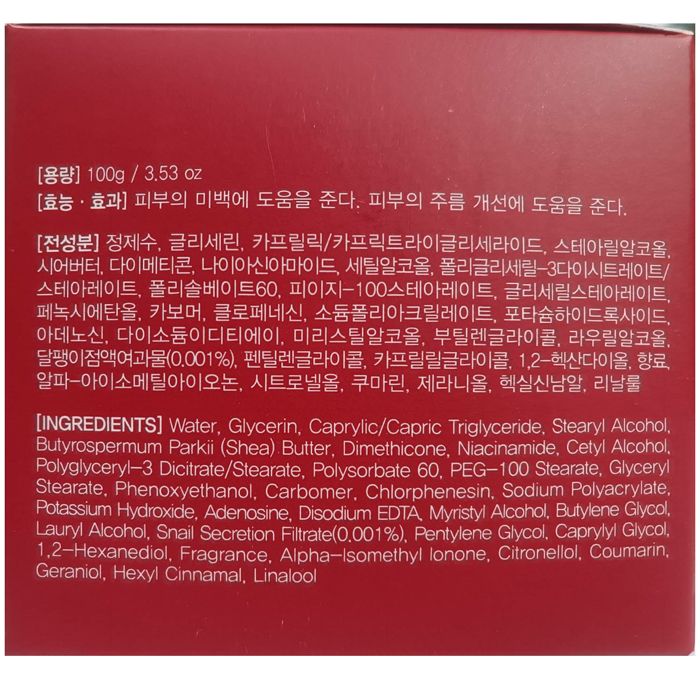 [용량] 100g / 3.53 oz
[효능·효과] 피부의 미백에 도움을 준다. 피부의 주름 개선에 도움을 준다.
[전성분] 정제수, 글리세린, 카프릴릭/카프릭트라이글리세라이드, 스테아릴알코올,
시어버터, 다이메티콘, 나이아신아마이드, 세틸알코올, 폴리글리세릴-3다이시트레이트/
스테아레이트, 폴리솔베이트60, 피이지-100스테아레이트, 글리세릴스테아레이트,
페녹시에탄올, 카보머, 클로페네신, 소듐폴리아크릴레이트, 포타슘하이드록사이드,
아데노신, 다이소듐이디티에이, 미리스틸알코올, 부틸렌글라이콜, 라우릴알코올,
달팽이점액여과물(0.001%), 펜틸렌글라이콜, 카프릴릴글라이콜, 1,2-헥산다이올, 향료,
알파-아이소메틸아이오논, 시트로넬올, 쿠마린, 제라니올, 헥실신남알, 리날룰
[INGREDIENTS] Water, Glycerin, Caprylic/Capric Triglyceride, Stearyl Alcohol,
Butyrospermum Parkii (Shea) Butter, Dimethicone, Niacinamide, Cetyl Alcohol,
Polyglyceryl-3 Dicitrate/Stearate, Polysorbate 60, PEG-100 Stearate, Glyceryl
Stearate, Phenoxyethanol, Carbomer, Chlorphenesin, Sodium Polyacrylate,
Potassium Hydroxide, Adenosine, Disodium EDTA, Myristyl Alcohol, Butylene Glycol,
Lauryl Alcohol, Snail Secretion Filtrate(0,001%), Pentylene Glycol, Caprylyl Glycol,
1,2-Hexanediol, Fragrance, Alpha-Isomethyl Ionone, Citronellol, Coumarin,
Geraniol, Hexyl Cinnamal, Linalool